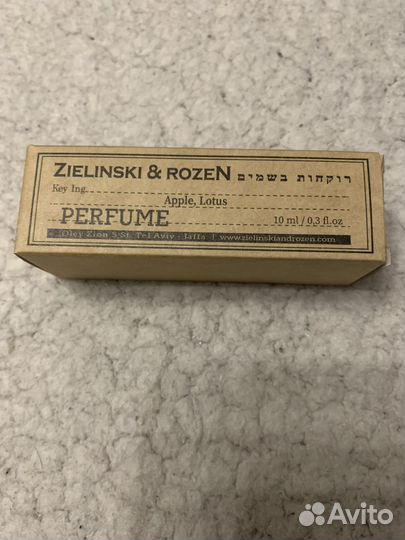 ZIELINSKI & ROZEN רוקחות בשמים
Key Ing.
Apple, Lotus
PERFUME 10 ml / 0,3 fl.oz
Oley Zion 5 St. Tel Aviv - Jaffa | www.zielinskiandrozen.com
Avito